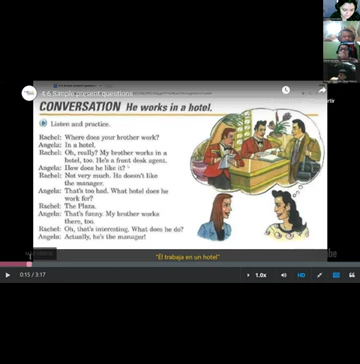 4.6 Simple present questions
CONVERSATION He works in a hotel.
Listen and practice.
Rachel: Where does your brother work?
Angela: In a hotel.
Rachel: Oh, really? My brother works in a
hotel, too. He's a front desk agent.
Angela: How does he like it?
Rachel: Not very much. He doesn't like
the manager.
Angela: That's too bad. What hotel does he
work for?
Rachel: The Plaza.
Angela: That's funny. My brother works
there, too.
Rachel: Oh, that's interesting. What does he do?
Angela: Actually, he's the manager!
"Él trabaja en un hotel"
0:15 / 3:17
1.0x
HD